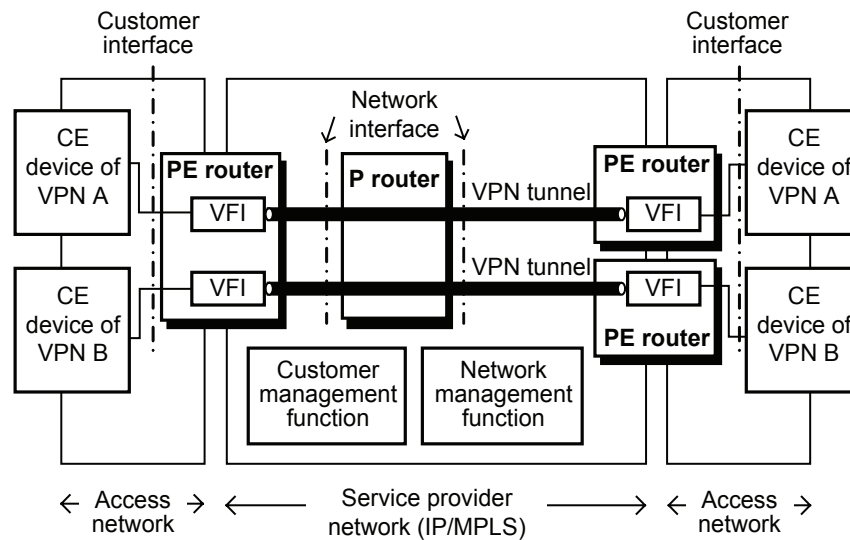 Customer
interface
Customer
interface
Network
interface
CE
device of
VPN A
PE router
VFI
P router
VPN tunnel
PE router
VFI
CE
device of
VPN A
CE
device of
VPN B
VFI
VPN tunnel
VFI
PE router
CE
device of
VPN B
Customer
management
function
Network
management
function
Access
network
Service provider
network (IP/MPLS)
Access
network